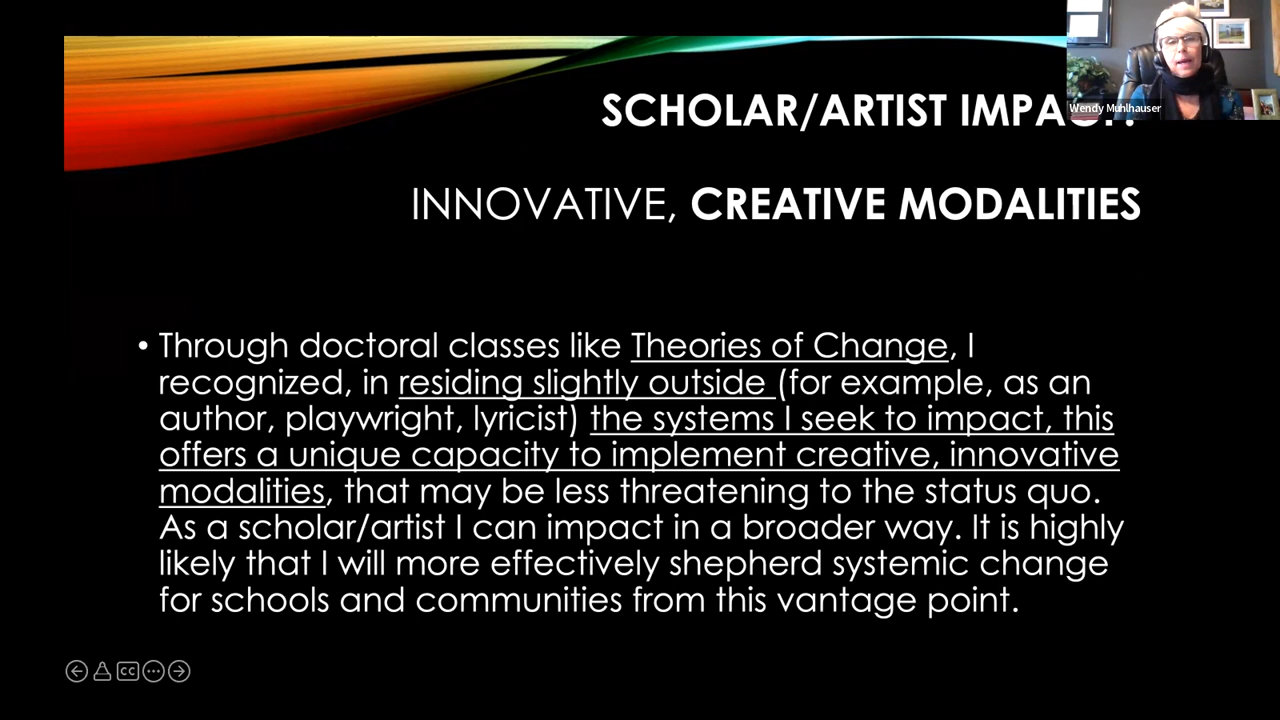 Wendy Muhlhauser
SCHOLAR/ARTIST
INNOVATIVE, CREATIVE MODALITIES
• Through doctoral classes like Theories of Change, I
recognized, in residing slightly outside (for example, as an
author, playwright, lyricist) the systems I seek to impact, this
offers a unique capacity to implement creative, innovative
modalities, that may be less threatening to the status quo.
As a scholar/artist I can impact in a broader way. It is highly
likely that I will more effectively shepherd systemic change
for schools and communities from this vantage point.
CC